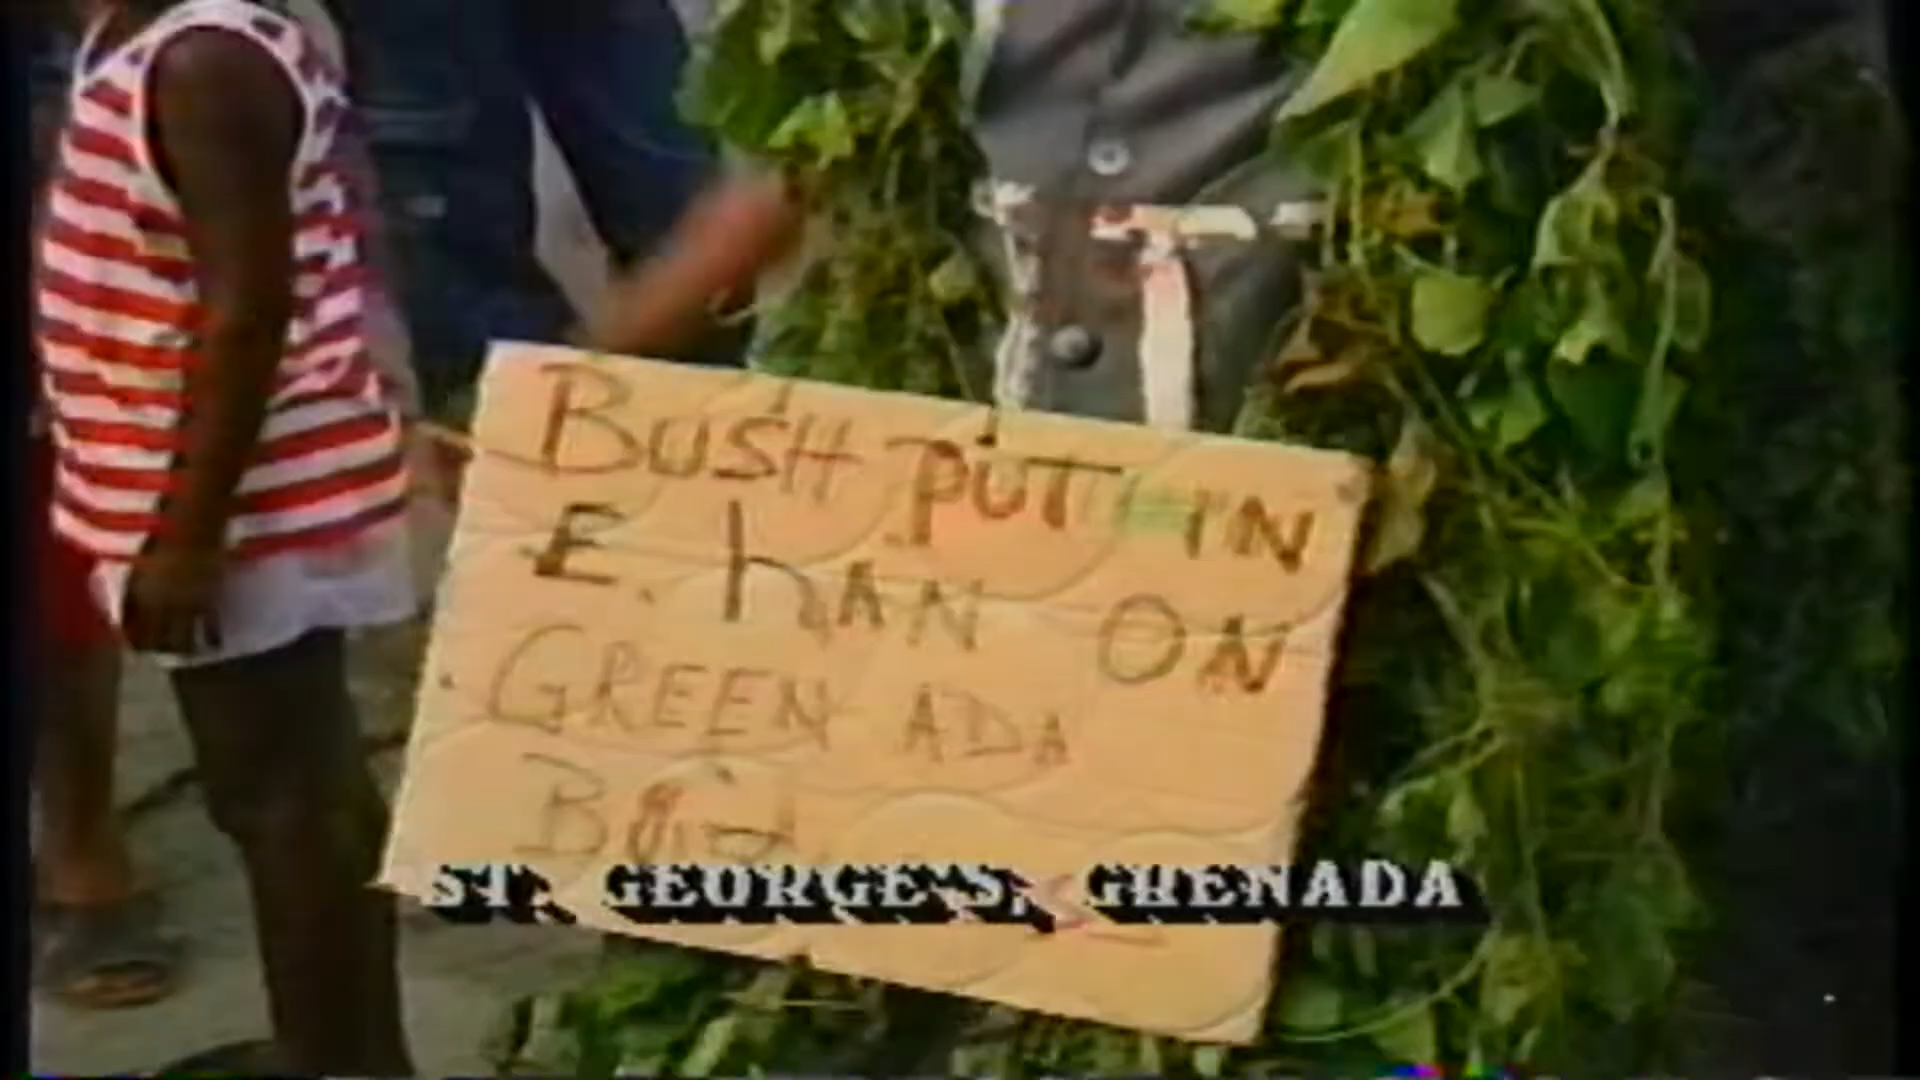 BUSH PUT IN
E. hAN ON
GREEN ADA
ST. GEORGE'S, GRENADA